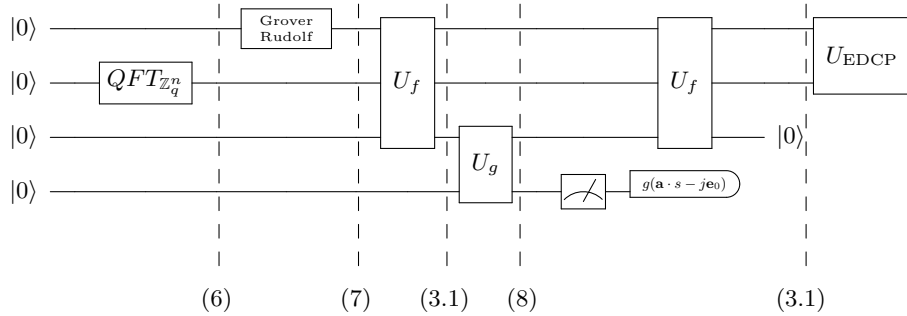 |0⟩ Grover
Rudolf
|0⟩ QFT_{ℤ_q^n} U_f U_f U_EDCP
|0⟩ U_g |0⟩
|0⟩ g(a · s − je_0)
(6) (7) (3.1) (8) (3.1)